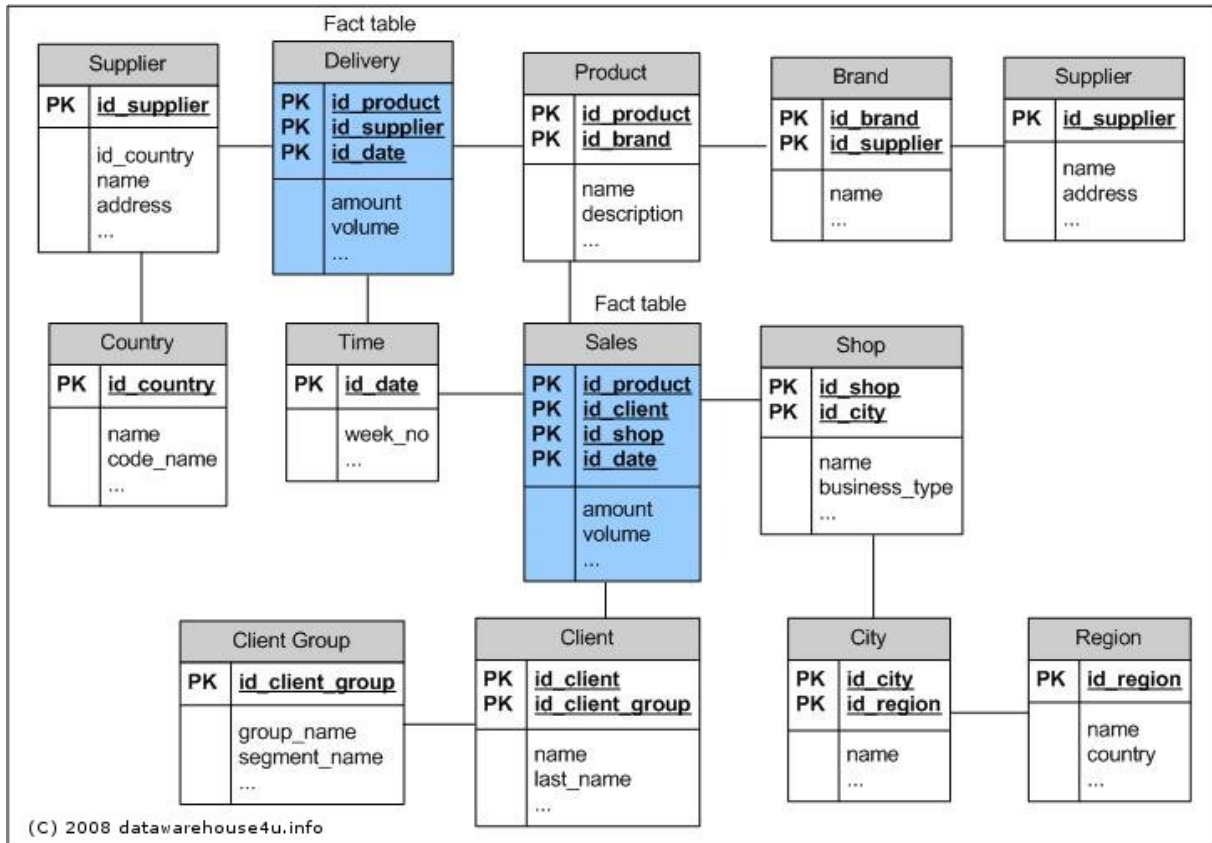 Fact table
Supplier
PK id_supplier
id_country
name
address
...
Delivery
PK id_product
PK id_supplier
PK id_date
amount
volume
...
Product
PK id_product
PK id_brand
name
description
...
Brand
PK id_brand
PK id_supplier
name
...
Supplier
PK id_supplier
name
address
...
Country
PK id_country
name
code_name
...
Time
PK id_date
week_no
...
Fact table
Sales
PK id_product
PK id_client
PK id_shop
PK id_date
amount
volume
...
Shop
PK id_shop
PK id_city
name
business_type
...
Client Group
PK id_client_group
group_name
segment_name
...
Client
PK id_client
PK id_client_group
name
last_name
...
City
PK id_city
PK id_region
name
...
Region
PK id_region
name
country
...
(C) 2008 datawarehouse4u.info